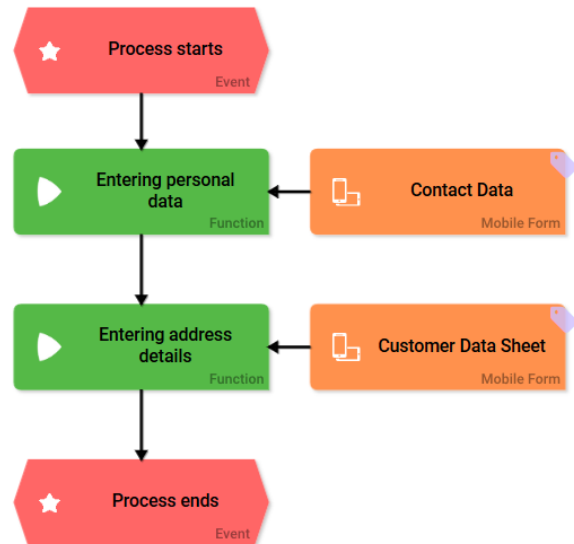 Process starts
Event
Entering personal
data
Function
Contact Data
Mobile Form
Entering address
details
Function
Customer Data Sheet
Mobile Form
Process ends
Event